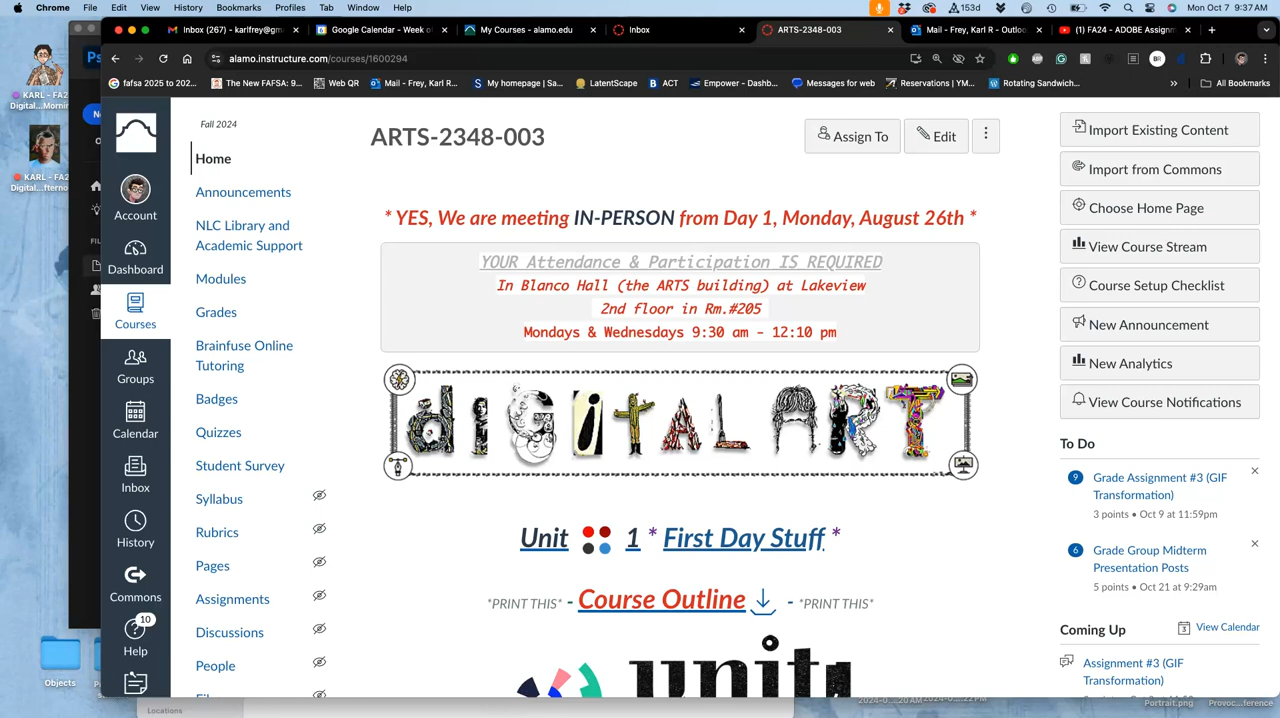 Chrome File Edit View History Bookmarks Profiles Tab Window Help
153d
Mon Oct 7 9:37 AM
Inbox (267) - karifrey@gm
Google Calendar - Week o
My Courses - alamo.edu
Inbox
ARTS-2348-003
Mail - Frey, Karl R - Outloo
(1) FA24 - ADOBE Assignm
alamo.instructure.com/courses/1600294
fafsa 2025 to 202...
The New FAFSA: 9...
Web QR
Mail - Frey, Karl R...
My homepage | Sa...
LatentScape
ACT
Empower - Dashb...
Messages for web
Reservations | YM...
Rotating Sandwich...
All Bookmarks
KARL - FA2
Digital...Mornin
KARL - FA2
Digital...fternoo
Objects
Fall 2024
Account
Dashboard
Courses
Groups
Calendar
Inbox
History
Commons
10
Help
Home
Announcements
NLC Library and
Academic Support
Modules
Grades
Brainfuse Online
Tutoring
Badges
Quizzes
Student Survey
Syllabus
Rubrics
Pages
Assignments
Discussions
People
ARTS-2348-003
Assign To
Edit
* YES, We are meeting IN-PERSON from Day 1, Monday, August 26th *
YOUR Attendance & Participation IS REQUIRED
In Blanco Hall (the ARTS building) at Lakeview
2nd floor in Rm.#205
Mondays & Wednesdays 9:30 am - 12:10 pm
diGiTAL ART
Unit 1 * First Day Stuff *
*PRINT THIS* - Course Outline - *PRINT THIS*
unity
Import Existing Content
Import from Commons
Choose Home Page
View Course Stream
Course Setup Checklist
New Announcement
New Analytics
View Course Notifications
To Do
9 Grade Assignment #3 (GIF
Transformation)
3 points • Oct 9 at 11:59pm
6 Grade Group Midterm
Presentation Posts
5 points • Oct 21 at 9:29am
Coming Up
View Calendar
Assignment #3 (GIF
Transformation)
Locations
Portrait.png
Provoc...ference